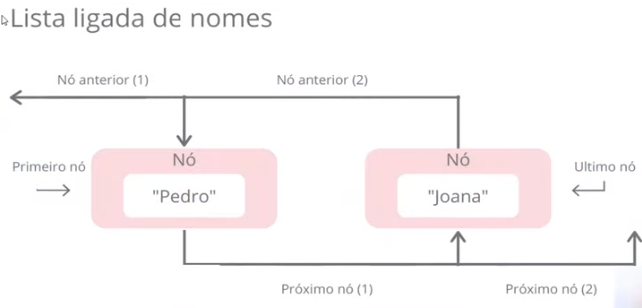 Lista ligada de nomes
Nó anterior (1)
Nó anterior (2)
Primeiro nó
Nó
"Pedro"
Nó
"Joana"
Ultimo nó
Próximo nó (1)
Próximo nó (2)